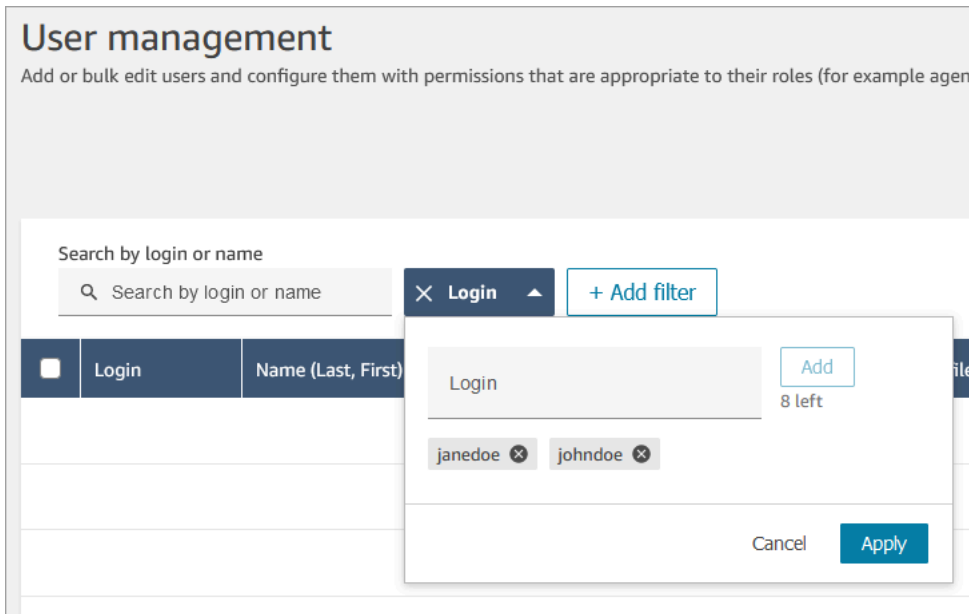 User management
Add or bulk edit users and configure them with permissions that are appropriate to their roles (for example agen
Search by login or name
Search by login or name
Login
+ Add filter
Login
Name (Last, First)
Login
Add
8 left
janedoe
johndoe
Cancel
Apply